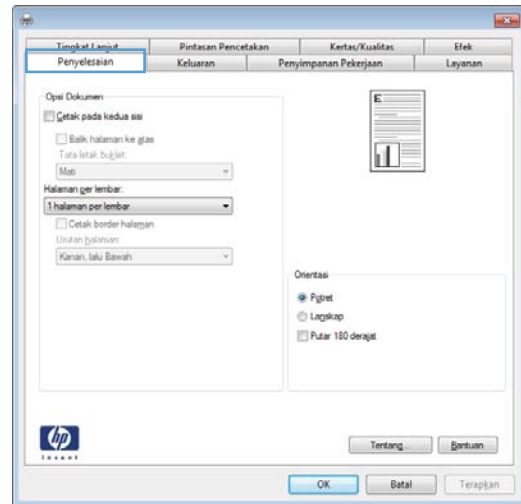 Tingkat Lanjut Pintasan Pencetakan Kertas/Kualitas Efek
Penyelesaian Keluaran Penyimpanan Pekerjaan Layanan
Opsi Dokumen
Cetak pada kedua sisi
Balik halaman ke atas
Tata letak buklet:
Mati
Halaman per lembar:
1 halaman per lembar
Cetak border halaman
Urutan halaman:
Kanan, lalu Bawah
E
Orientasi
Potret
Lanskap
Putar 180 derajat
hp
invent
Tentang... Bantuan
OK Batal Terapkan